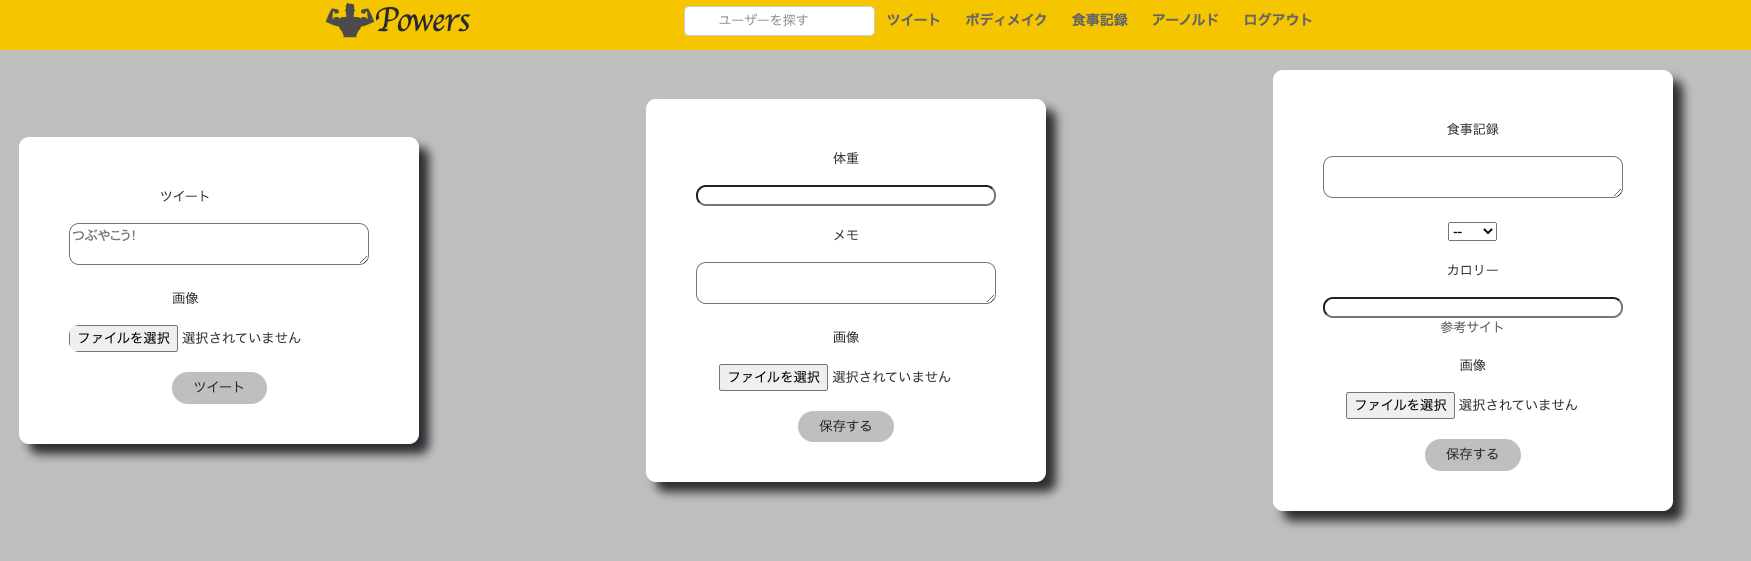 Powers
ユーザーを探す
ツイート
ボディメイク
食事記録
アーノルド
ログアウト
ツイート
つぶやこう!
画像
ファイルを選択 選択されていません
ツイート
体重
メモ
画像
ファイルを選択 選択されていません
保存する
食事記録
--
カロリー
参考サイト
画像
ファイルを選択 選択されていません
保存する